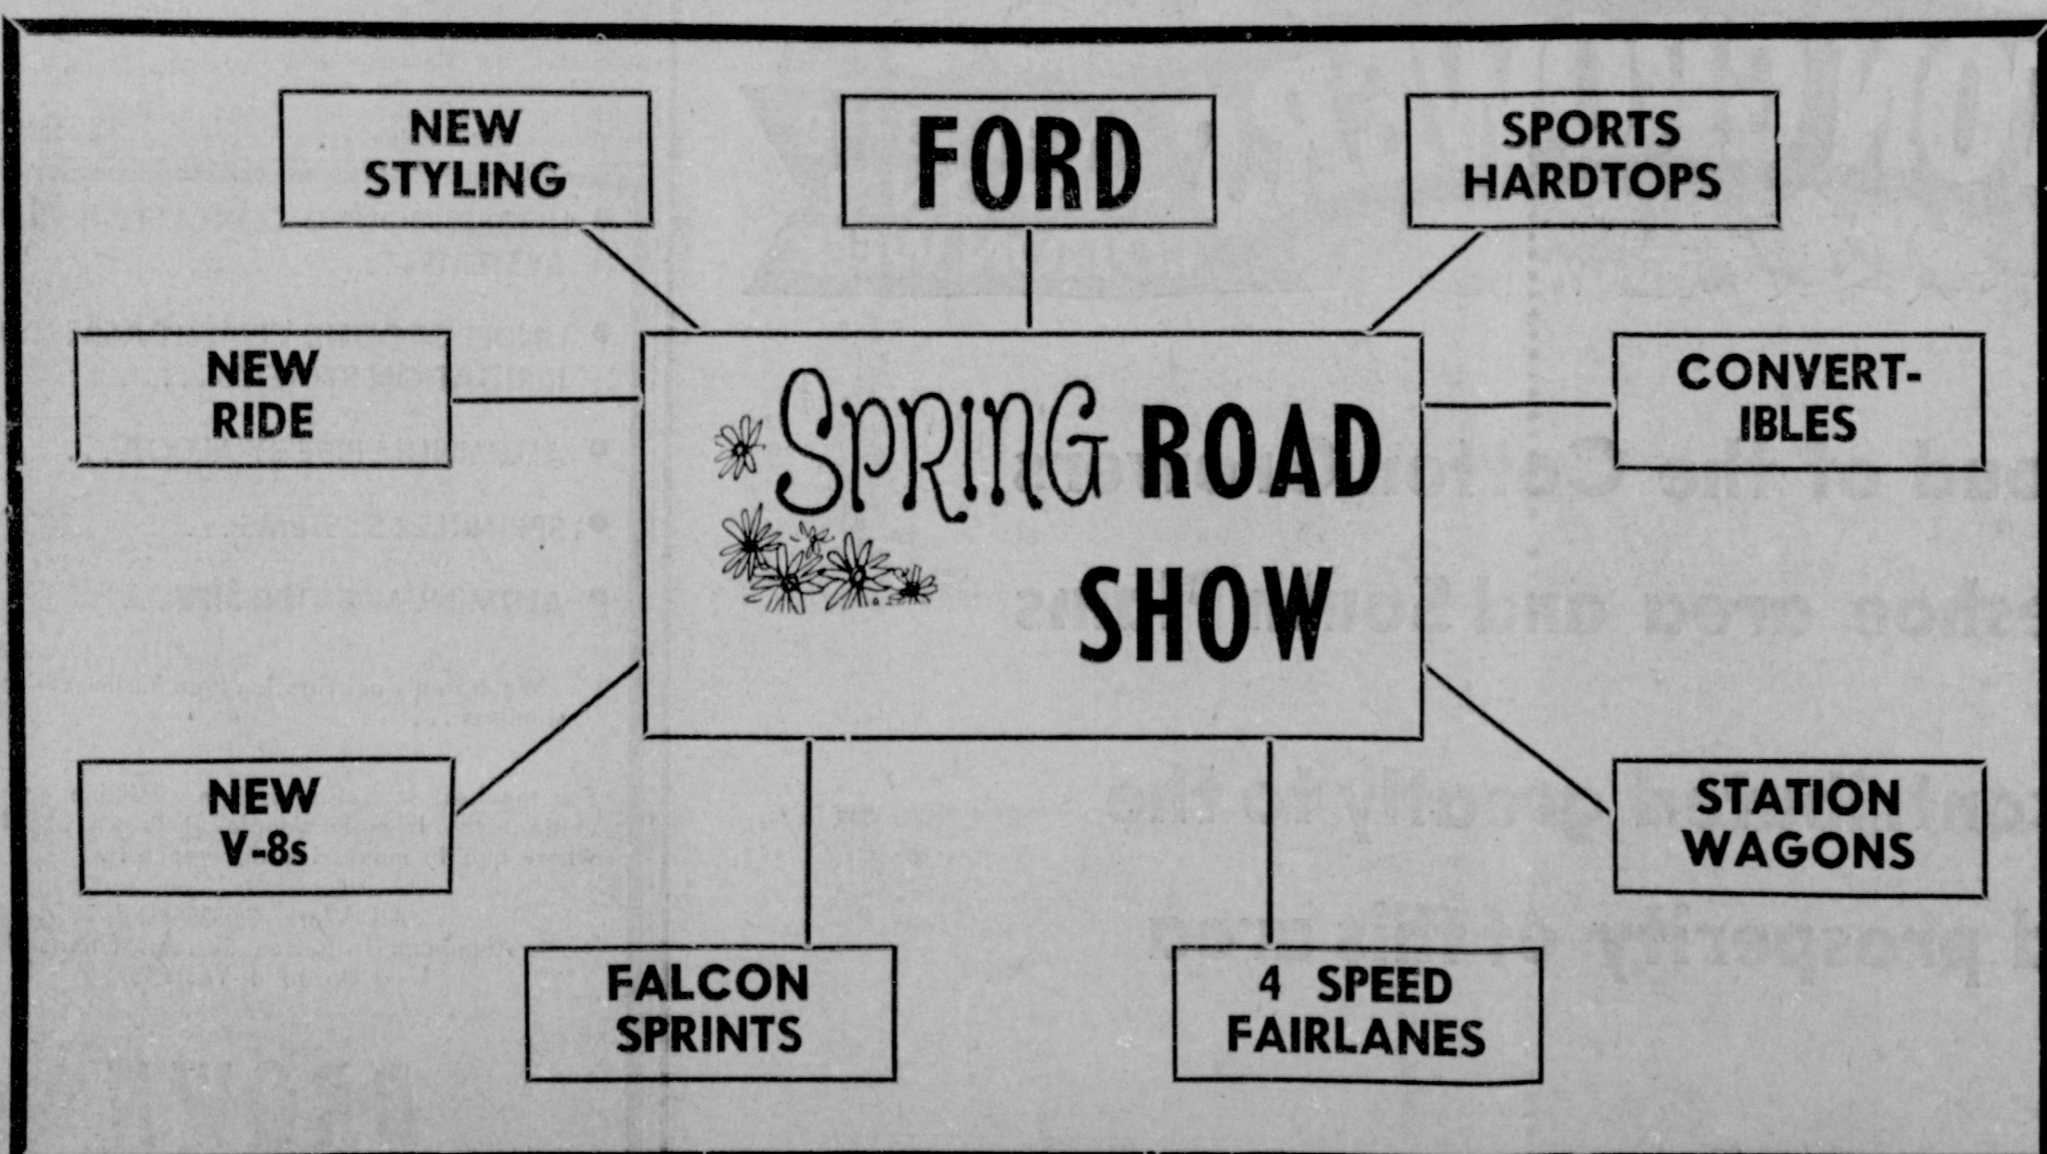 NEW
STYLING
FORD
SPORTS
HARDTOPS
NEW
RIDE
SPRING ROAD
SHOW
CONVERT-
IBLES
NEW
V-8s
STATION
WAGONS
FALCON
SPRINTS
4 SPEED
FAIRLANES